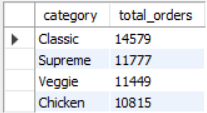 category total_orders
Classic 14579
Supreme 11777
Veggie 11449
Chicken 10815